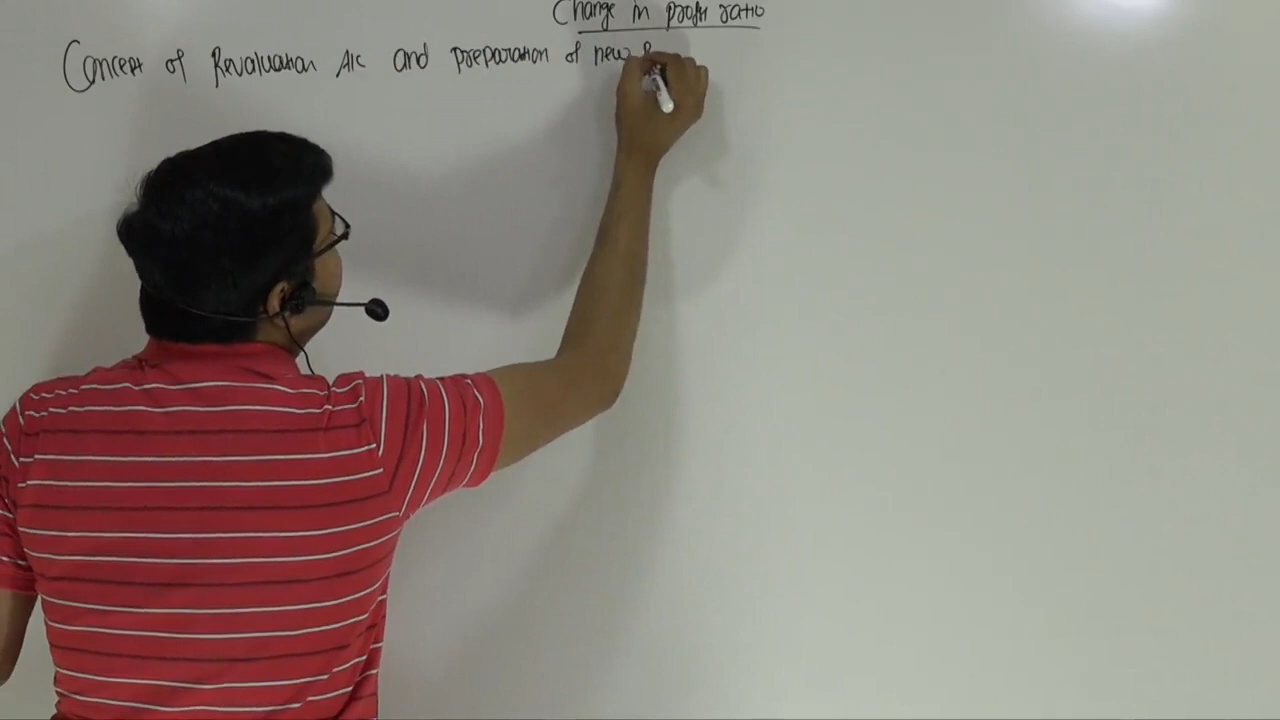 Change in profit ratio
Concept of Revaluation A/c and preparation of new